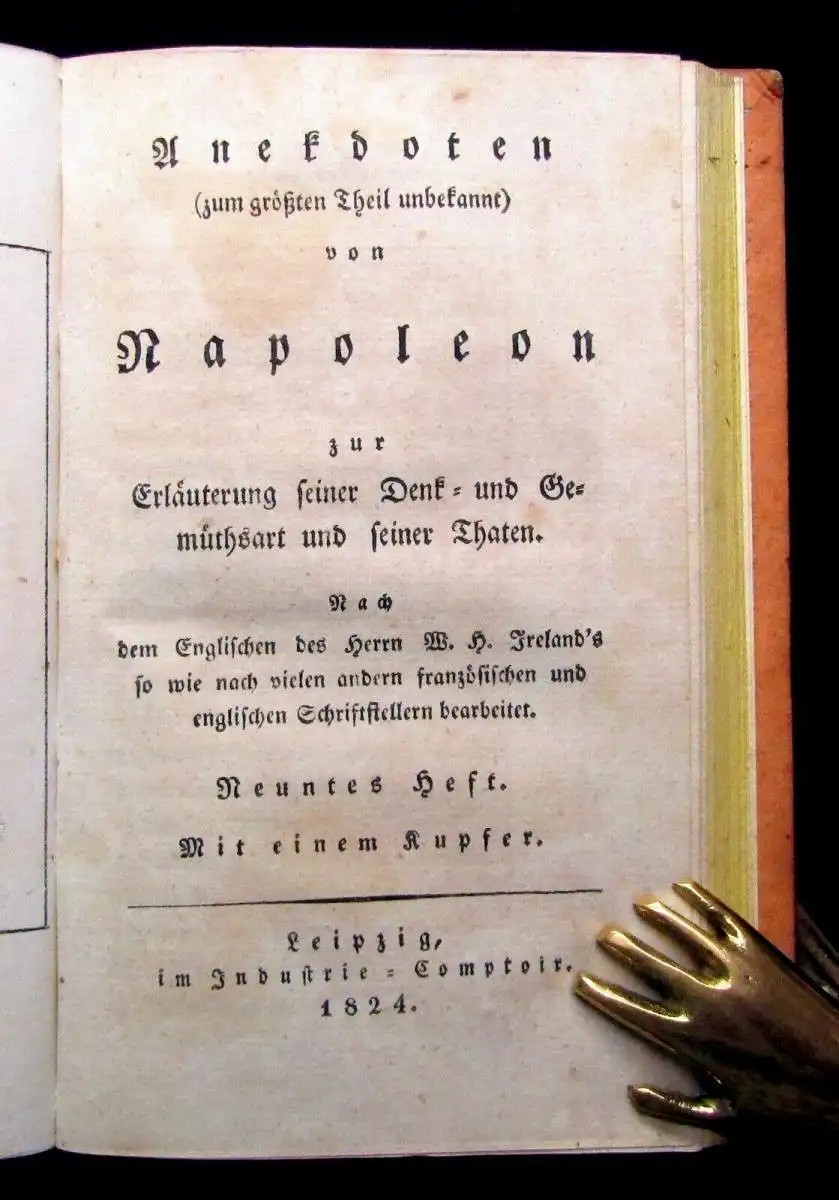 Anekdoten
(zum größten Theil unbekannt)
von
Napoleon
zur
Erläuterung seiner Denk- und Ge-
müthsart und seiner Thaten.
Nach
dem Englischen des Herrn W. H. Ireland's
so wie nach vielen andern französischen und
englischen Schriftstellern bearbeitet.
Neuntes Heft.
Mit einem Kupfer.
Leipzig,
im Industrie-Comptoir.
1824.